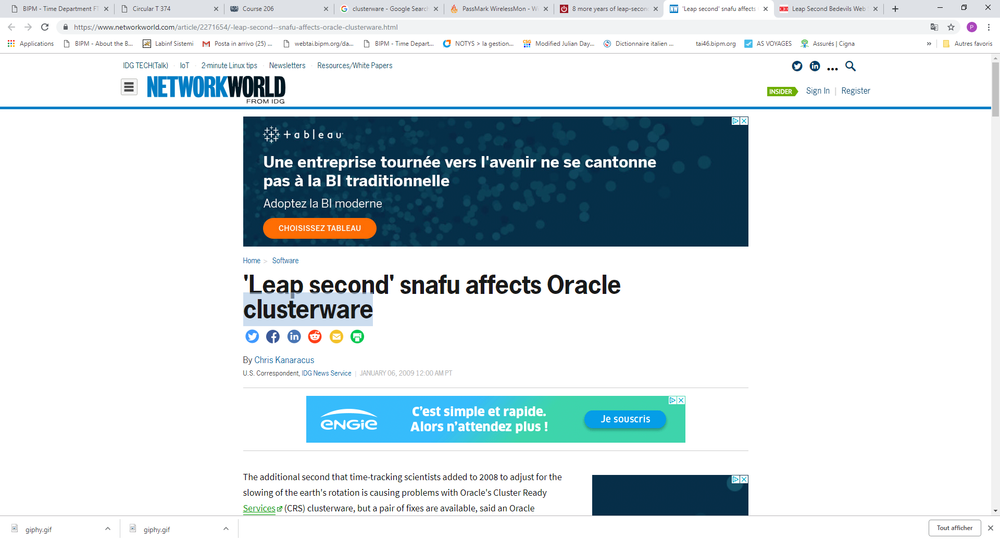 BIPM - Time Department FT
Circular T 374
Course 206
clusterware - Google Search
PassMark WirelessMon - Wi
8 more years of leap-second
'Leap second' snafu affects
Leap Second Bedevils Web
https://www.networkworld.com/article/2271654/-leap-second--snafu-affects-oracle-clusterware.html
P
Applications
BIPM - About the B...
Labinf Sistemi
Posta in arrivo (25) ...
webtai.bipm.org/da...
BIPM - Time Depart...
NOTYS > la gestion...
Modified Julian Day...
Dictionnaire italien ...
tai46.bipm.org
AS VOYAGES
Assurés | Cigna
»
Autres favoris
IDG TECH(Talk)
IoT
2-minute Linux tips
Newsletters
Resources/White Papers
NETWORKWORLD
FROM IDG
INSIDER
Sign In | Register
+ a b | e a u
Une entreprise tournée vers l'avenir ne se cantonne
pas à la BI traditionnelle
Adoptez la BI moderne
CHOISISSEZ TABLEAU
Home > Software
'Leap second' snafu affects Oracle
clusterware
By Chris Kanaracus
U.S. Correspondent, IDG News Service | JANUARY 06, 2009 12:00 AM PT
ENGIE
C'est simple et rapide.
Alors n'attendez plus !
Je souscris
The additional second that time-tracking scientists added to 2008 to adjust for the
slowing of the earth's rotation is causing problems with Oracle's Cluster Ready
Services (CRS) clusterware, but a pair of fixes are available, said an Oracle
giphy.gif
giphy.gif
Tout afficher